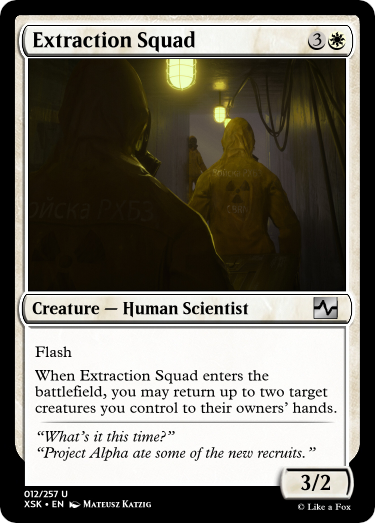 Extraction Squad 3
ВОЙСКА РХБЗ
Creature — Human Scientist
Flash
When Extraction Squad enters the
battlefield, you may return up to two target
creatures you control to their owners' hands.
“What's it this time?”
“Project Alpha ate some of the new recruits.”
3/2
012/257 U
XSK • EN Mateusz Katzig
© Like a Fox